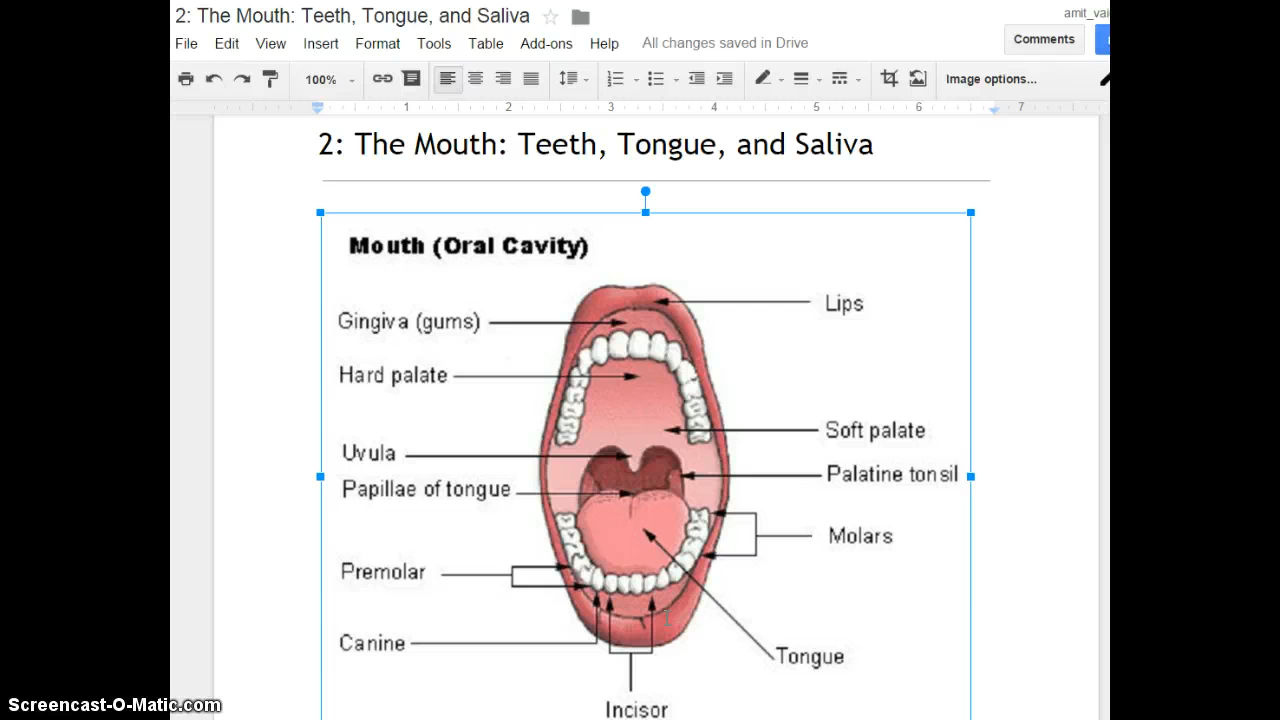 2: The Mouth: Teeth, Tongue, and Saliva
amit_vai
File Edit View Insert Format Tools Table Add-ons Help All changes saved in Drive
Comments
100% Image options...
1 2 3 4 5 6 7
2: The Mouth: Teeth, Tongue, and Saliva
Mouth (Oral Cavity)
Lips
Gingiva (gums)
Hard palate
Soft palate
Uvula
Palatine tonsil
Papillae of tongue
Molars
Premolar
Canine
Tongue
Incisor
Screencast-O-Matic.com